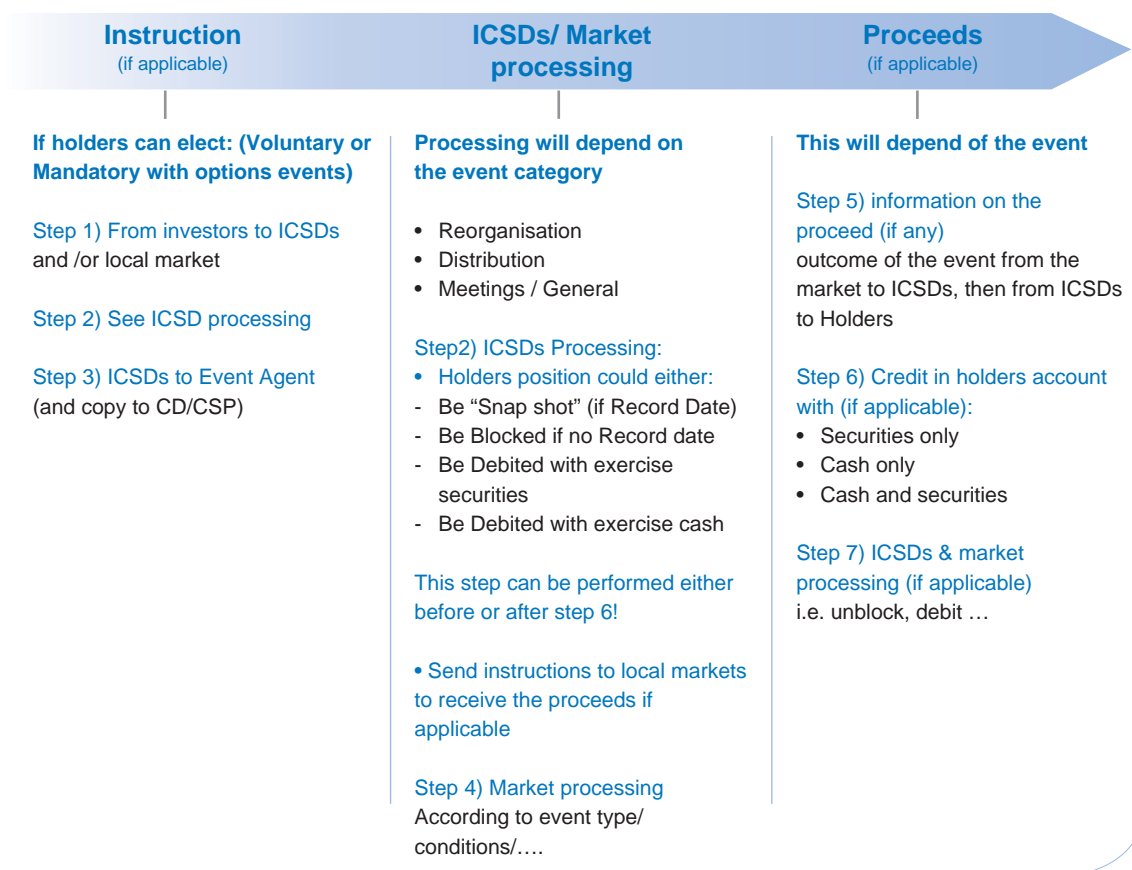 Instruction
(if applicable)
ICSDs/ Market
processing
Proceeds
(if applicable)
If holders can elect: (Voluntary or
Mandatory with options events)
Step 1) From investors to ICSDs
and /or local market
Step 2) See ICSD processing
Step 3) ICSDs to Event Agent
(and copy to CD/CSP)
Processing will depend on
the event category
• Reorganisation
• Distribution
• Meetings / General
Step2) ICSDs Processing:
• Holders position could either:
- Be “Snap shot” (if Record Date)
- Be Blocked if no Record date
- Be Debited with exercise
securities
- Be Debited with exercise cash
This step can be performed either
before or after step 6!
• Send instructions to local markets
to receive the proceeds if
applicable
Step 4) Market processing
According to event type/
conditions/….
This will depend of the event
Step 5) information on the
proceed (if any)
outcome of the event from the
market to ICSDs, then from ICSDs
to Holders
Step 6) Credit in holders account
with (if applicable):
• Securities only
• Cash only
• Cash and securities
Step 7) ICSDs & market
processing (if applicable)
i.e. unblock, debit …